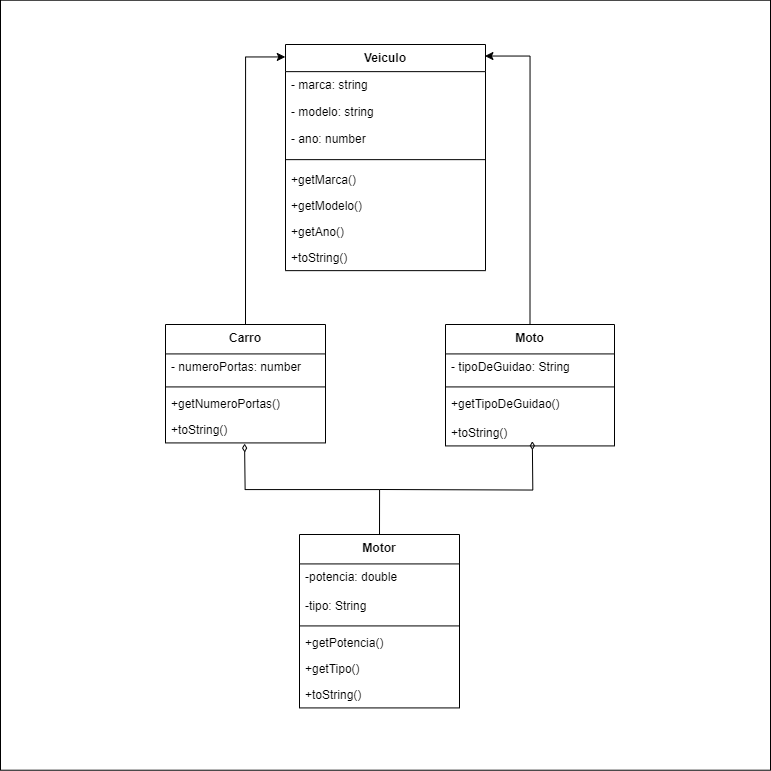 Veiculo
- marca: string
- modelo: string
- ano: number
+getMarca()
+getModelo()
+getAno()
+toString()
Carro
- numeroPortas: number
+getNumeroPortas()
+toString()
Moto
- tipoDeGuidao: String
+getTipoDeGuidao()
+toString()
Motor
-potencia: double
-tipo: String
+getPotencia()
+getTipo()
+toString()